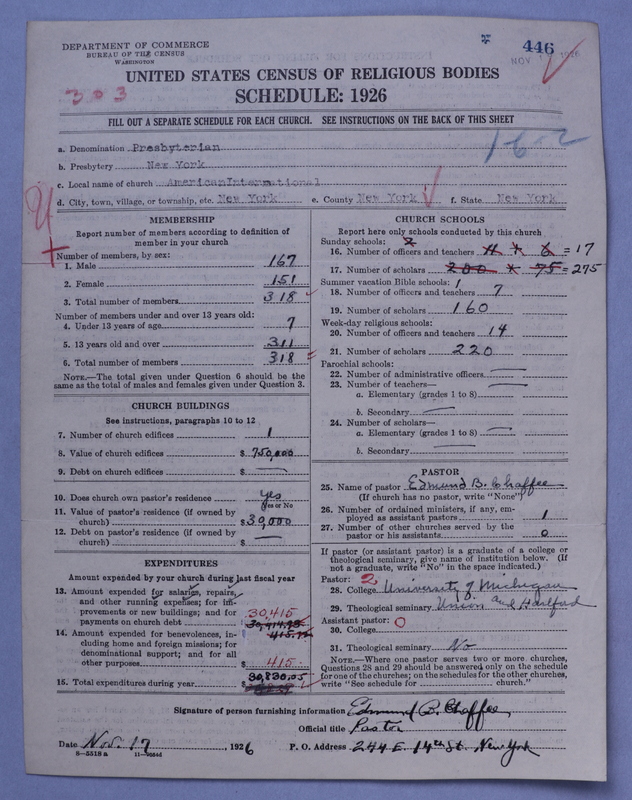 DEPARTMENT OF COMMERCE
BUREAU OF THE CENSUS
WASHINGTON
446
NOV 1926
UNITED STATES CENSUS OF RELIGIOUS BODIES
303
SCHEDULE: 1926
FILL OUT A SEPARATE SCHEDULE FOR EACH CHURCH. SEE INSTRUCTIONS ON THE BACK OF THIS SHEET
a. Denomination Presbyterian
b. Presbytery New York
c. Local name of church American International
d. City, town, village, or township, etc. New York e. County New York f. State New York
MEMBERSHIP
Report number of members according to definition of
member in your church
Number of members, by sex:
1. Male 167
2. Female 151
3. Total number of members 318
Number of members under and over 13 years old:
4. Under 13 years of age 7
5. 13 years old and over 311
6. Total number of members 318
NOTE.—The total given under Question 6 should be the
same as the total of males and females given under Question 3.
CHURCH BUILDINGS
See instructions, paragraphs 10 to 12
7. Number of church edifices 1
8. Value of church edifices $750,000
9. Debt on church edifices $ —
10. Does church own pastor's residence Yes
Yes or No
11. Value of pastor's residence (if owned by
church) $30,000
12. Debt on pastor's residence (if owned by
church) $ —
EXPENDITURES
Amount expended by your church during last fiscal year
13. Amount expended for salaries, repairs,
and other running expenses; for im-
provements or new buildings; and for
payments on church debt 30,415
14. Amount expended for benevolences, in-
cluding home and foreign missions; for
denominational support; and for all
other purposes $ 415.
15. Total expenditures during year $ 30,830.05
CHURCH SCHOOLS
Report here only schools conducted by this church
Sunday schools: 2
16. Number of officers and teachers 11 + 6 = 17
17. Number of scholars 200 + 75 = 275
Summer vacation Bible schools: 1
18. Number of officers and teachers 7
19. Number of scholars 160
Week-day religious schools:
20. Number of officers and teachers 14
21. Number of scholars 220
Parochial schools:
22. Number of administrative officers —
23. Number of teachers—
a. Elementary (grades 1 to 8) —
b. Secondary —
24. Number of scholars—
a. Elementary (grades 1 to 8) —
b. Secondary —
PASTOR
25. Name of pastor Edmund B. Chaffee
(If church has no pastor, write "None")
26. Number of ordained ministers, if any, em-
ployed as assistant pastors 1
27. Number of other churches served by the
pastor or his assistants 0
If pastor (or assistant pastor) is a graduate of a college or
theological seminary, give name of institution below. (If
not a graduate, write "No" in the space indicated.)
Pastor: 2
28. College University of Michigan
29. Theological seminary Union and Hartford
Assistant pastor: 0
30. College
31. Theological seminary No
NOTE.—Where one pastor serves two or more churches,
Questions 28 and 29 should be answered only on the schedule
for one of the churches; on the schedules for the other churches,
write "See schedule for church."
Signature of person furnishing information Edmund B. Chaffee
Official title Pastor
Date Nov. 17, 1926 P. O. Address 244 E. 14th St. New York
8—5518a